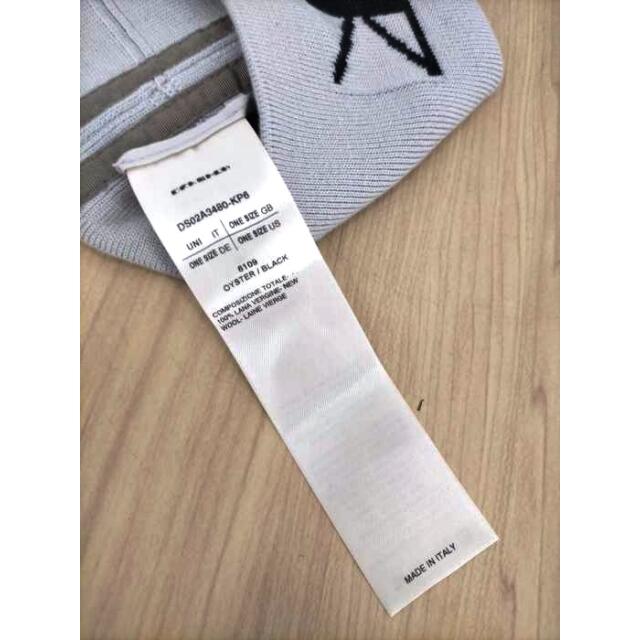 DS02A3480-KP6
UNI IT ONE SIZE GB
ONE SIZE DE ONE SIZE US
6109
OYSTER / BLACK
COMPOSIZIONE TOTALE-
100% LANA VERGINE- NEW
WOOL- LAINE VIERGE
MADE IN ITALY